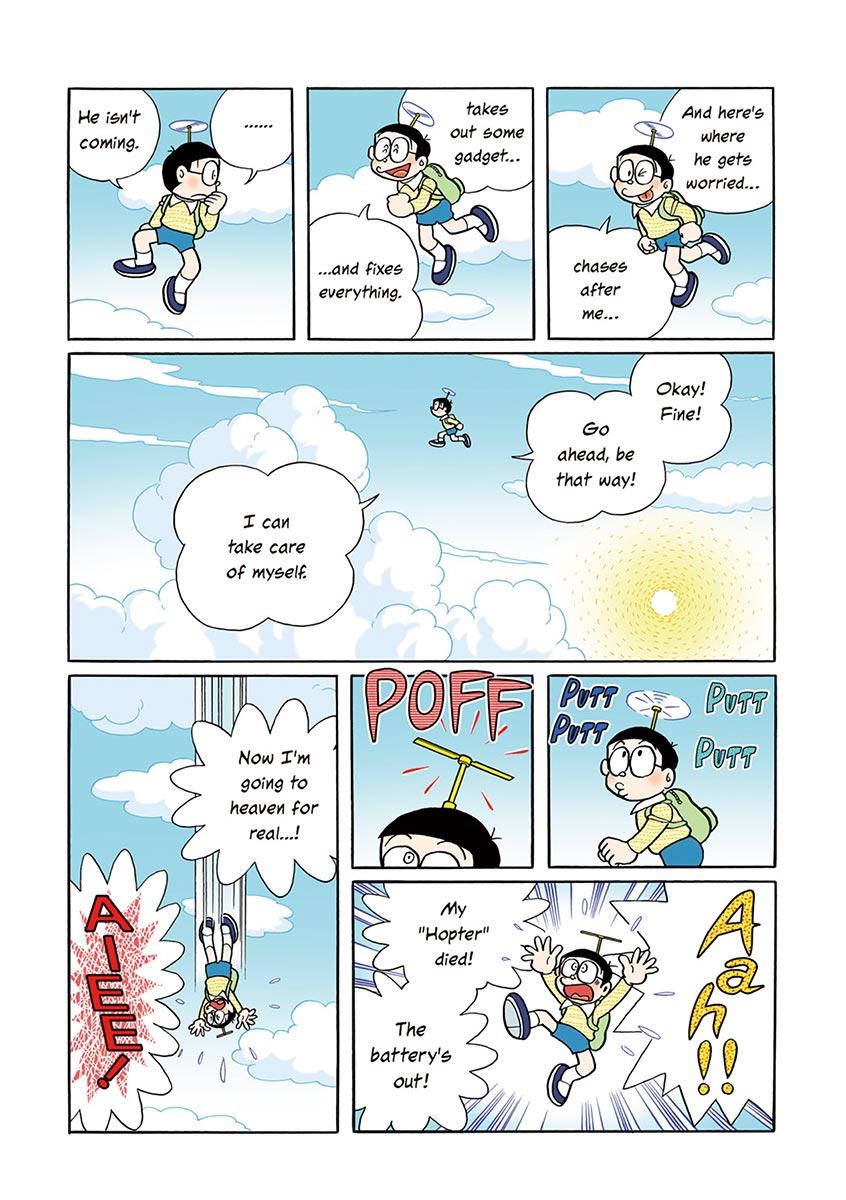 And here's
where
he gets
worried...
chases
after
me...
takes
out some
gadget...
...and fixes
everything.
......
He isn't
coming.
Okay!
Fine!
Go
ahead, be
that way!
I can
take care
of myself.
PUTT
PUTT
PUTT
PUTT
POFF
Aah!!
My
"Hopter"
died!
The
battery's
out!
Now I'm
going to
heaven for
real...!
AIEEE!